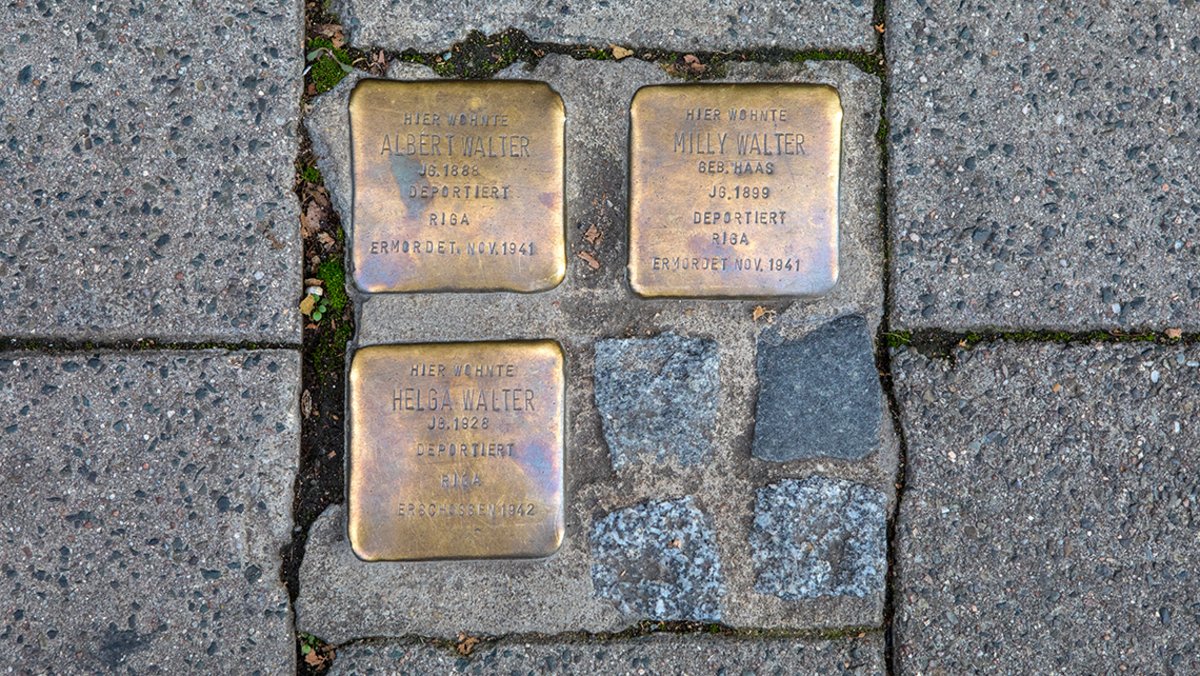 HIER WOHNTE
ALBERT WALTER
JG. 1888
DEPORTIERT
RIGA
ERMORDET. NOV. 1941
HIER WOHNTE
MILLY WALTER
GEB. HAAS
JG. 1899
DEPORTIERT
RIGA
ERMORDET NOV. 1941
HIER WOHNTE
HELGA WALTER
JG. 1928
DEPORTIERT
RIGA
ERSCHOSSEN 1942